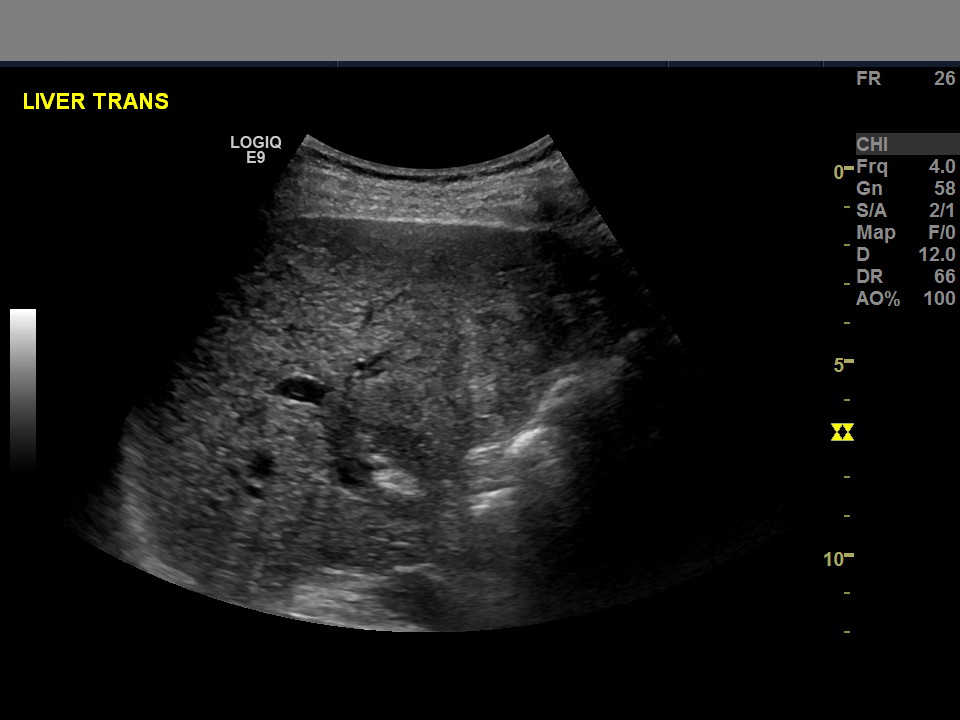 FR 26
LIVER TRANS
LOGIQ
E9
CHI
0
Frq 4.0
Gn 58
S/A 2/1
Map F/0
D 12.0
DR 66
AO% 100
5
10